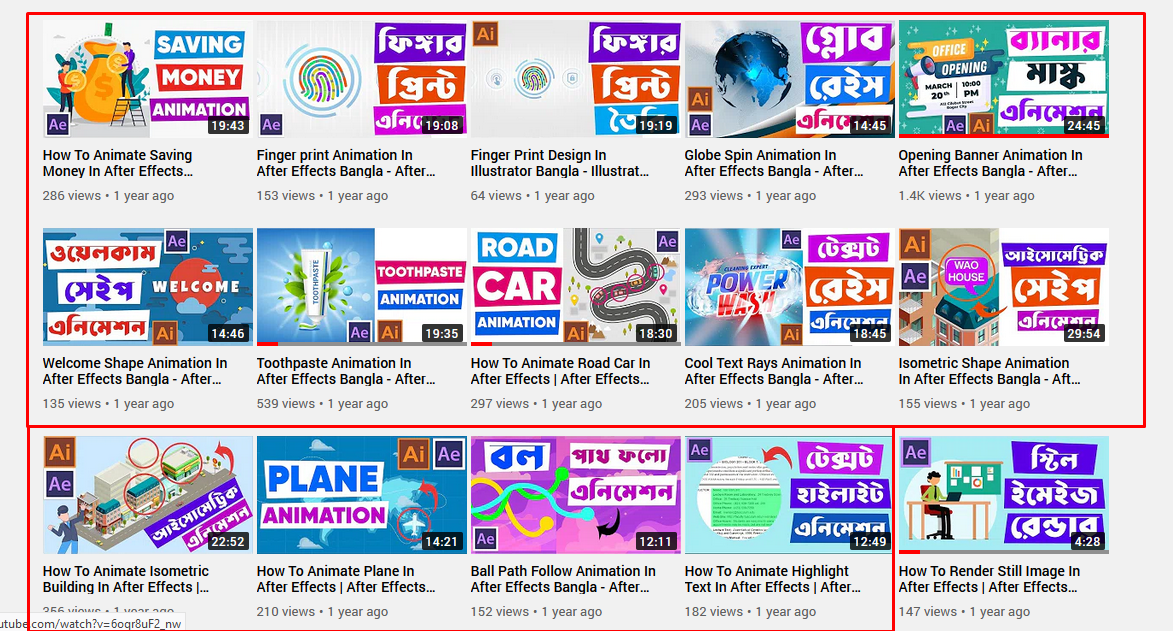 SAVING
MONEY
ANIMATION
Ae
19:43
How To Animate Saving
Money In After Effects...
286 views • 1 year ago
ফিঙ্গার
প্রিন্ট
Ae
19:08
Finger print Animation In
After Effects Bangla - After...
153 views • 1 year ago
Ai
ফিঙ্গার
প্রিন্ট
তৈ
19:19
Finger Print Design In
Illustrator Bangla - Illustrat...
64 views • 1 year ago
গ্লোব
রেইস
Ai
Ae
14:45
Globe Spin Animation In
After Effects Bangla - After...
293 views • 1 year ago
OFFICE
OPENING
MARCH
20th
10:00
PM
ব্যানার
মাস্ক
এনিমেশন
Ae Ai
24:45
Opening Banner Animation In
After Effects Bangla - After...
1.4K views • 1 year ago
ওয়েলকাম
Ae
সেইপ
WELCOME
এনিমেশন
Ai
14:46
Welcome Shape Animation In
After Effects Bangla - After...
135 views • 1 year ago
TOOTHPASTE
TOOTHPASTE
ANIMATION
Ae Ai
19:35
Toothpaste Animation In
After Effects Bangla - After...
539 views • 1 year ago
ROAD
CAR
ANIMATION
Ae
Ai
18:30
How To Animate Road Car In
After Effects | After Effects...
297 views • 1 year ago
Ae
CLEANING EXPERT
POWER
WASH
টেক্সট
রেইস
এনিমেশন
Ai
18:45
Cool Text Rays Animation In
After Effects Bangla - After...
205 views • 1 year ago
Ai
Ae
WAO
HOUSE
আইসোমেট্রিক
সেইপ
এনিমেশন
29:54
Isometric Shape Animation
In After Effects Bangla - Aft...
155 views • 1 year ago
Ai
Ae
আইসোমেট্রিক
এনিমেশন
22:52
How To Animate Isometric
Building In After Effects |...
356 views • 1 year ago
Ai Ae
PLANE
ANIMATION
14:21
How To Animate Plane In
After Effects | After Effects...
210 views • 1 year ago
বল
পাথ ফলো
এনিমেশন
Ae
12:11
Ball Path Follow Animation In
After Effects Bangla - After...
152 views • 1 year ago
Ae
টেক্সট
হাইলাইট
এনিমেশন
12:49
How To Animate Highlight
Text In After Effects | After...
182 views • 1 year ago
Ae
স্টিল
ইমেইজ
রেন্ডার
4:28
How To Render Still Image In
After Effects | After Effects...
147 views • 1 year ago
utube.com/watch?v=6oqr8uF2_nw